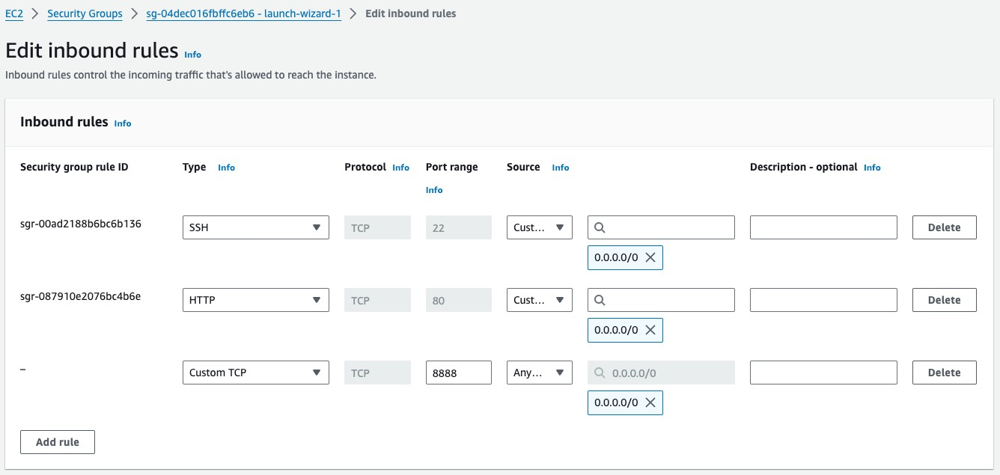 EC2 > Security Groups > sg-04dec016fbffc6eb6 - launch-wizard-1 > Edit inbound rules
Edit inbound rules Info
Inbound rules control the incoming traffic that's allowed to reach the instance.
Inbound rules Info
Security group rule ID Type Info Protocol Info Port range Info Source Info Description - optional Info
sgr-00ad2188b6bc6b136 SSH TCP 22 Cust... Delete
0.0.0.0/0
sgr-087910e2076bc4b6e HTTP TCP 80 Cust... Delete
0.0.0.0/0
– Custom TCP TCP 8888 Any... 0.0.0.0/0 Delete
0.0.0.0/0
Add rule